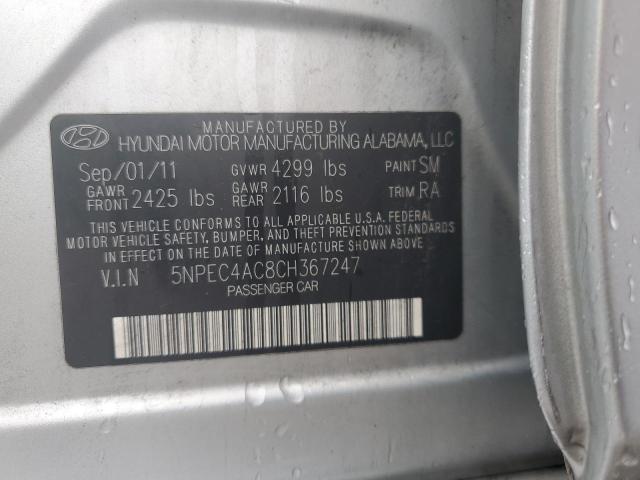 MANUFACTURED BY
HYUNDAI MOTOR MANUFACTURING ALABAMA, LLC
Sep/01/11 GVWR 4299 lbs PAINT SM
GAWR FRONT 2425 lbs GAWR REAR 2116 lbs TRIM RA
THIS VEHICLE CONFORMS TO ALL APPLICABLE U.S.A. FEDERAL
MOTOR VEHICLE SAFETY, BUMPER, AND THEFT PREVENTION STANDARDS
IN EFFECT ON THE DATE OF MANUFACTURE SHOWN ABOVE.
V.I.N 5NPEC4AC8CH367247
PASSENGER CAR